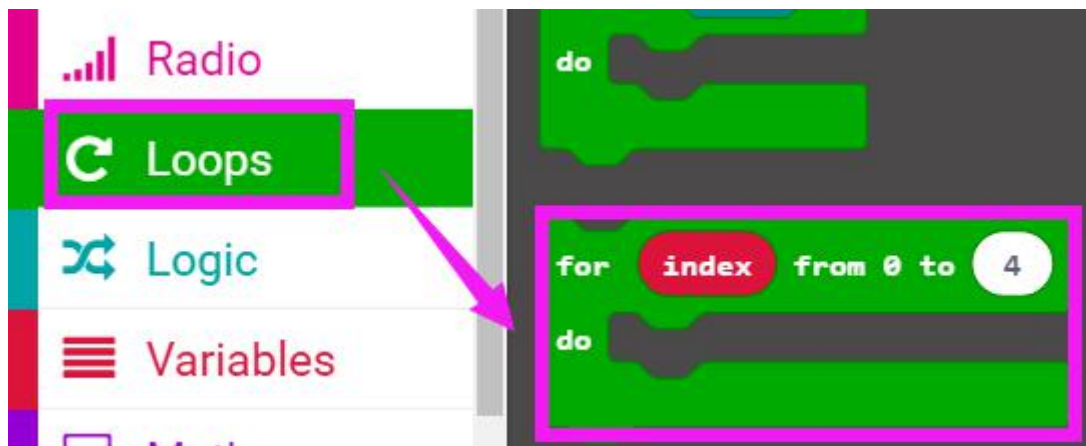 Radio
Loops
Logic
Variables
do
for index from 0 to 4
do